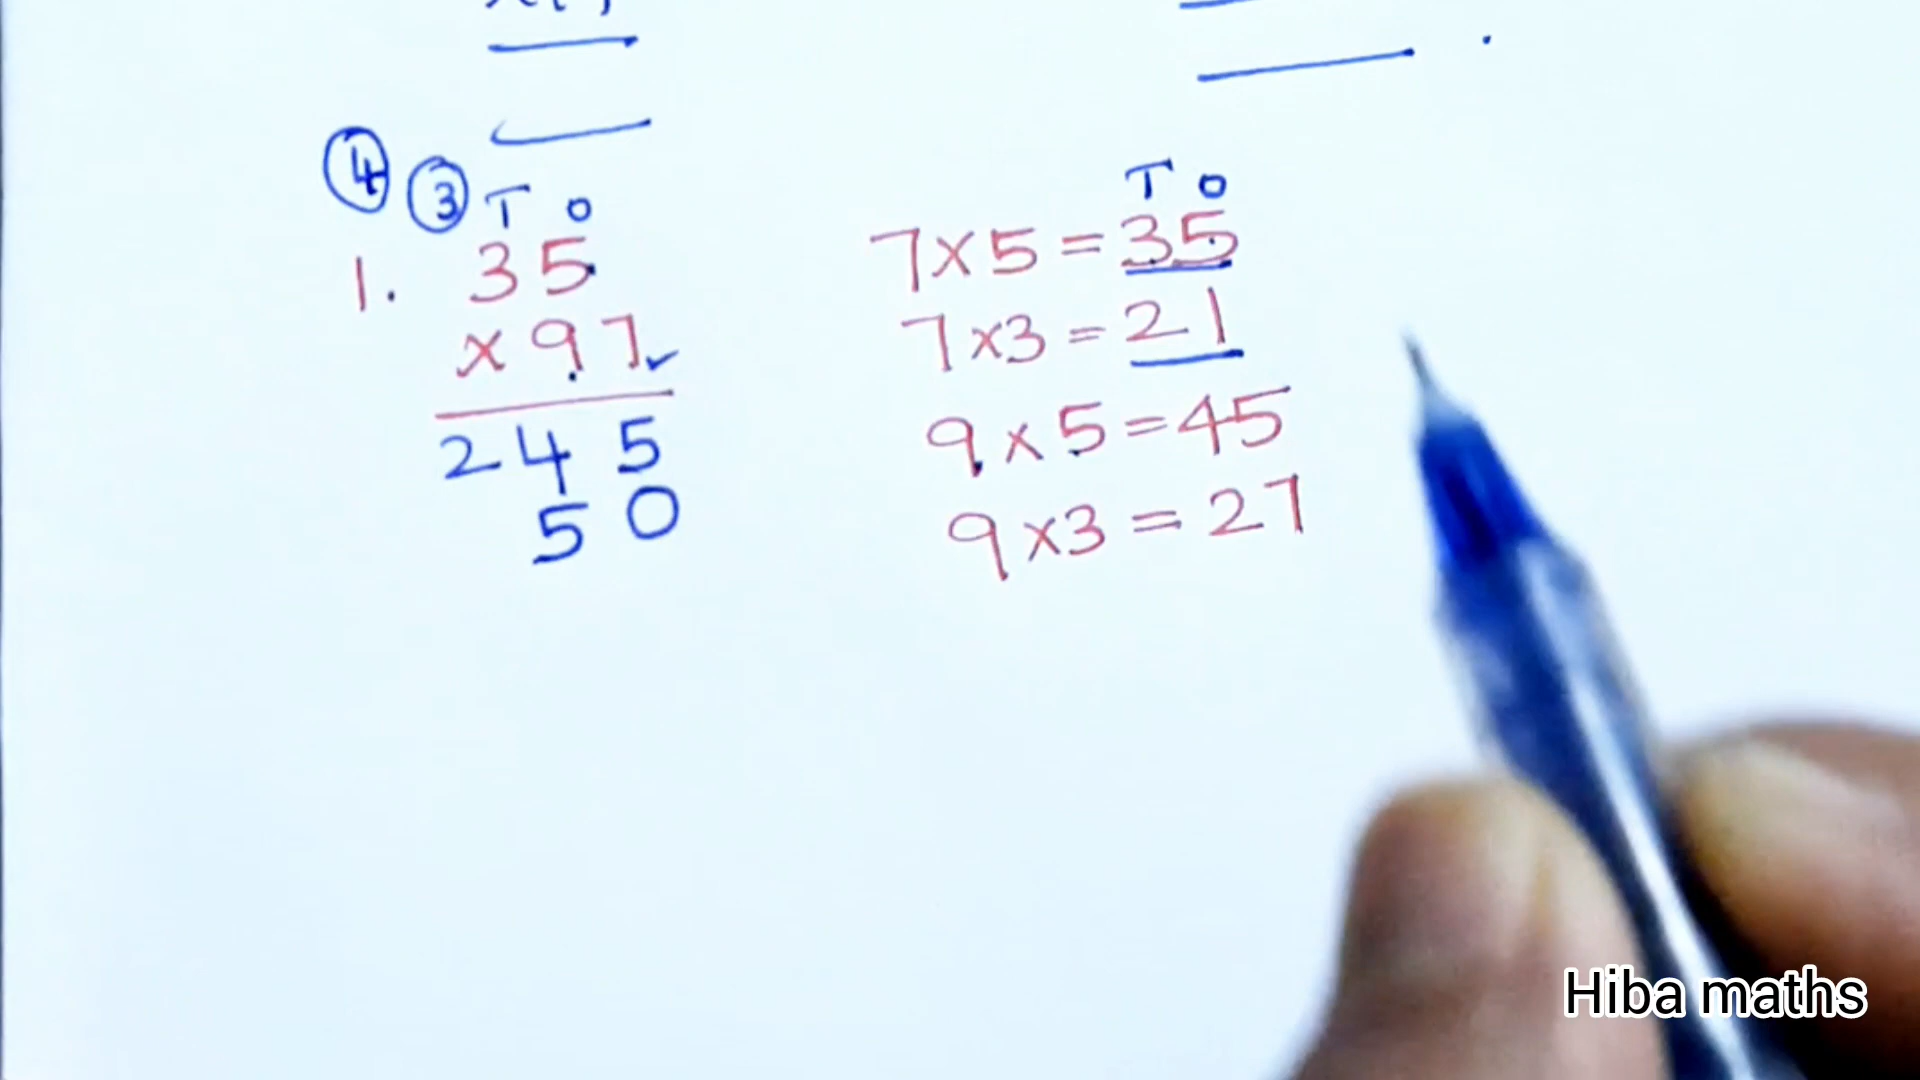 ④ ③ T O
1. 35
× 97
245
50
T O
7×5=35
7×3=21
9×5=45
9×3=27
Hiba maths